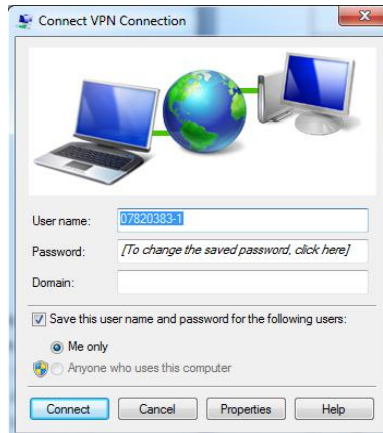 Connect VPN Connection
User name: 07820383-1
Password: [To change the saved password, click here]
Domain:
Save this user name and password for the following users:
Me only
Anyone who uses this computer
Connect Cancel Properties Help